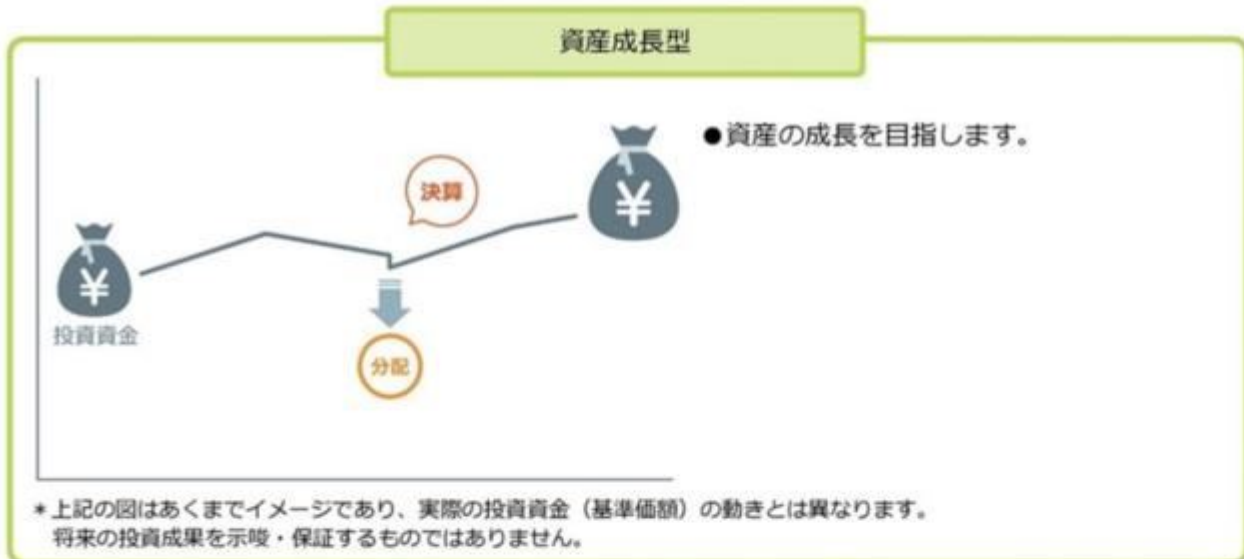 資産成長型
●資産の成長を目指します。
決算
¥
¥
投資資金
分配
*上記の図はあくまでイメージであり、実際の投資資金（基準価額）の動きとは異なります。
将来の投資成果を示唆・保証するものではありません。